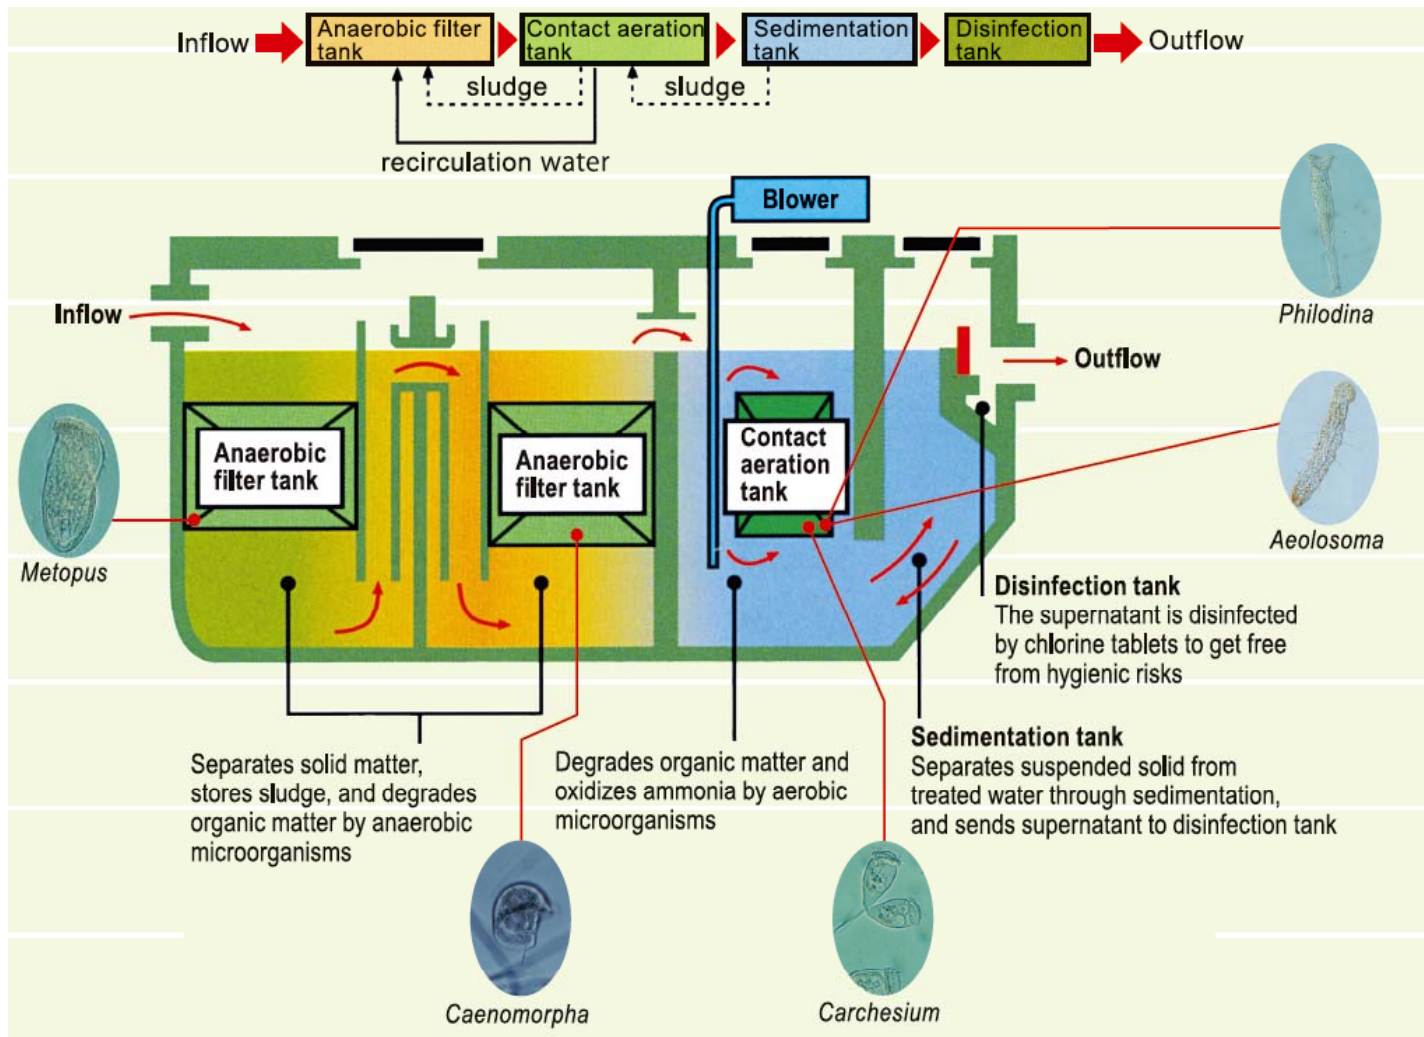 Inflow
Anaerobic filter
tank
Contact aeration
tank
Sedimentation
tank
Disinfection
tank
Outflow
sludge
sludge
recirculation water
Blower
Philodina
Inflow
Outflow
Anaerobic
filter tank
Anaerobic
filter tank
Contact
aeration
tank
Metopus
Aeolosoma
Disinfection tank
The supernatant is disinfected
by chlorine tablets to get free
from hygienic risks
Separates solid matter,
stores sludge, and degrades
organic matter by anaerobic
microorganisms
Degrades organic matter and
oxidizes ammonia by aerobic
microorganisms
Sedimentation tank
Separates suspended solid from
treated water through sedimentation,
and sends supernatant to disinfection tank
Caenomorpha
Carchesium